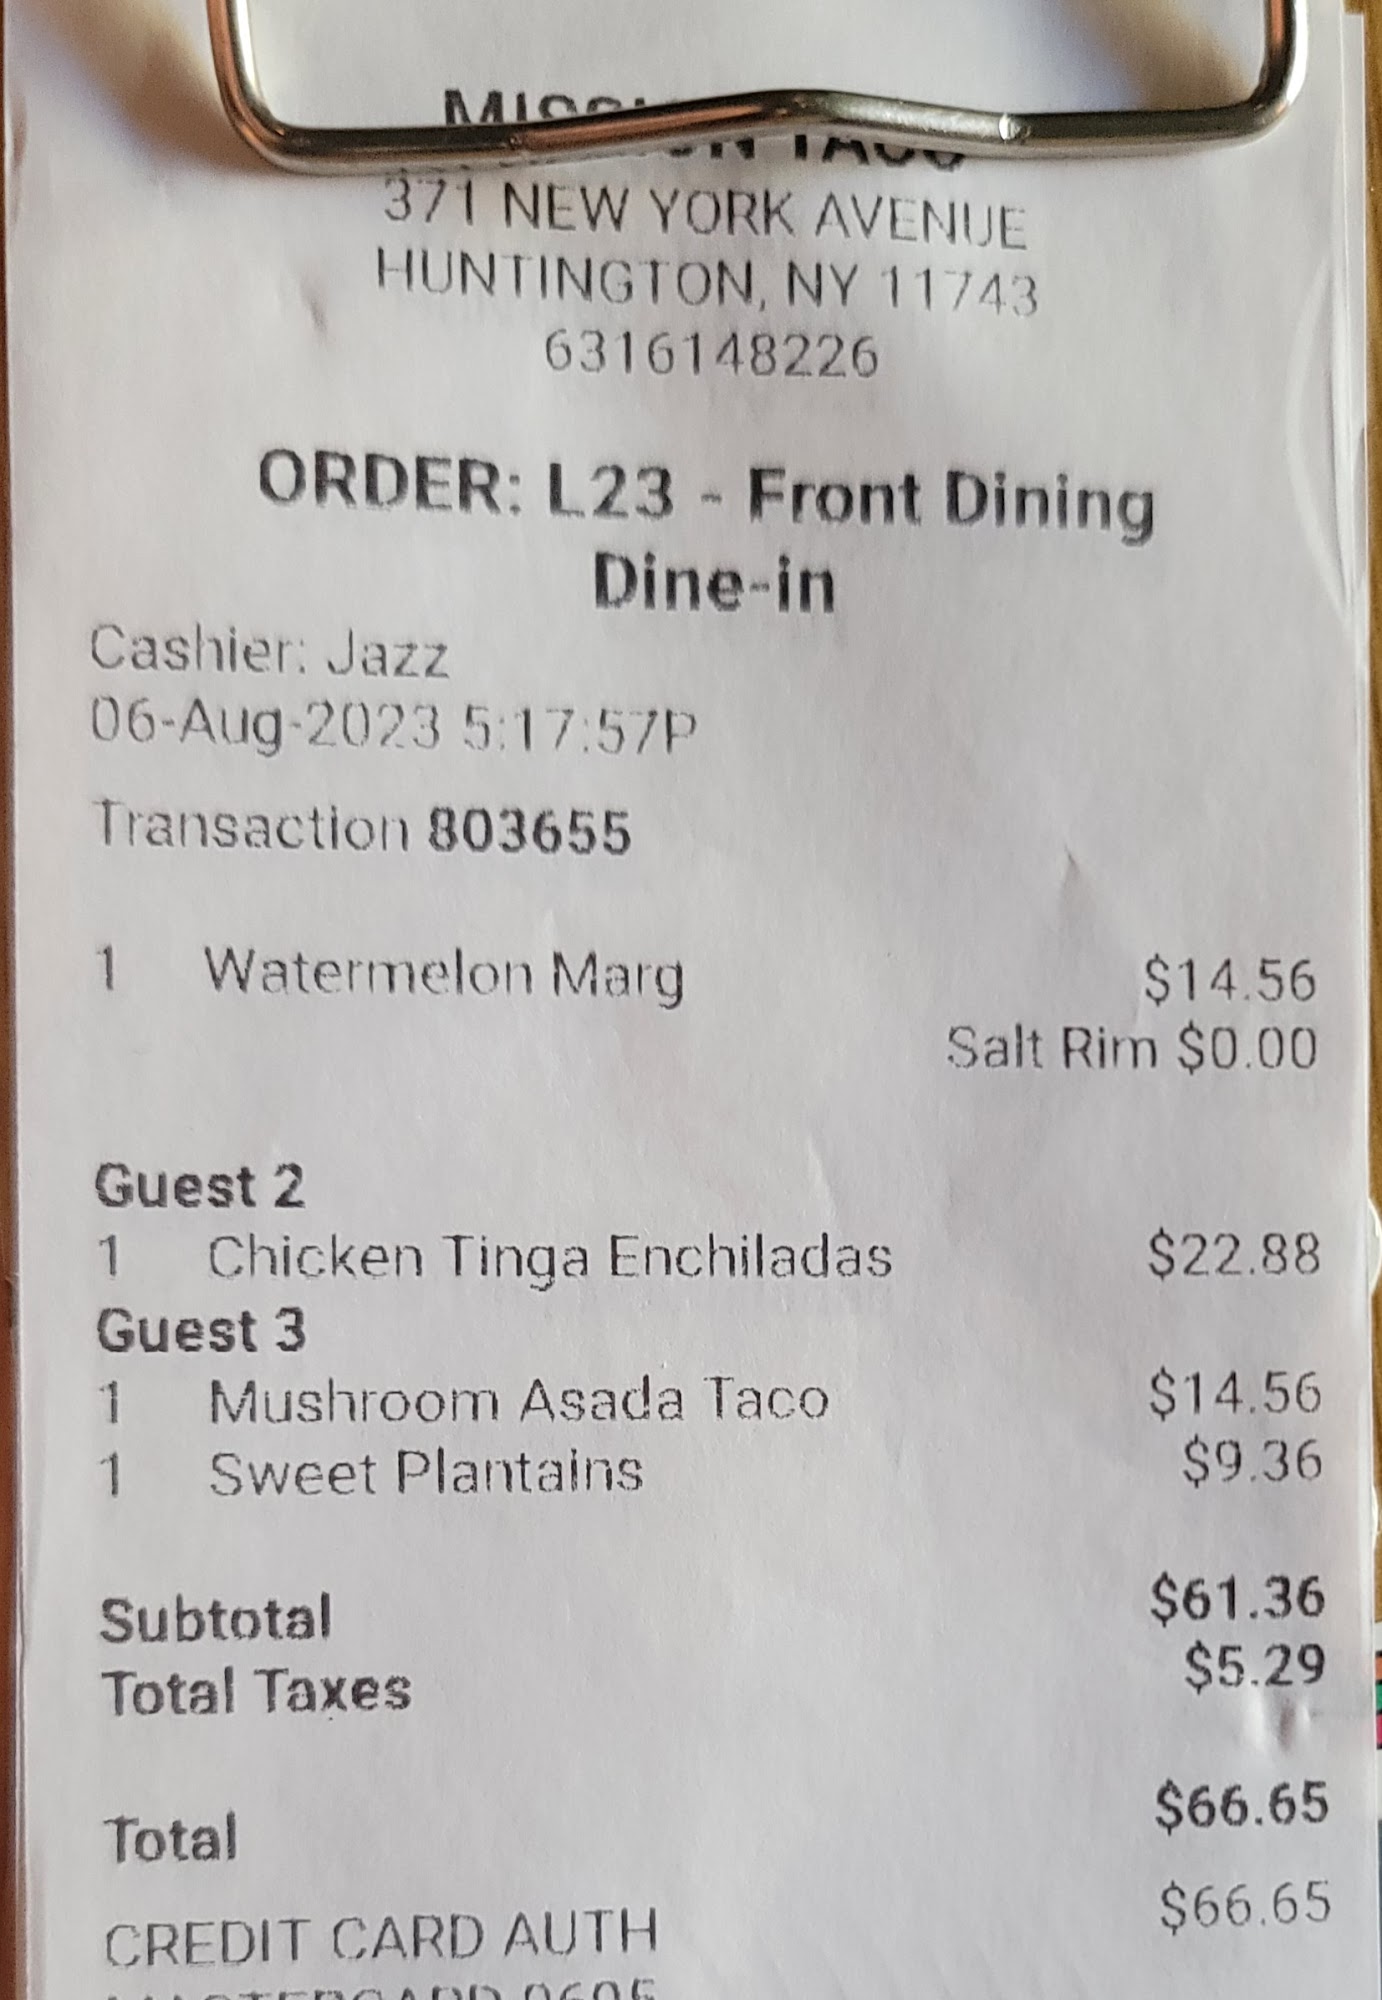 MISSION TACO
371 NEW YORK AVENUE
HUNTINGTON, NY 11743
6316148226
ORDER: L23 - Front Dining
Dine-in
Cashier: Jazz
06-Aug-2023 5:17:57P
Transaction 803655
1 Watermelon Marg $14.56
Salt Rim $0.00
Guest 2
1 Chicken Tinga Enchiladas $22.88
Guest 3
1 Mushroom Asada Taco $14.56
1 Sweet Plantains $9.36
Subtotal $61.36
Total Taxes $5.29
Total $66.65
CREDIT CARD AUTH $66.65
MASTERCARD